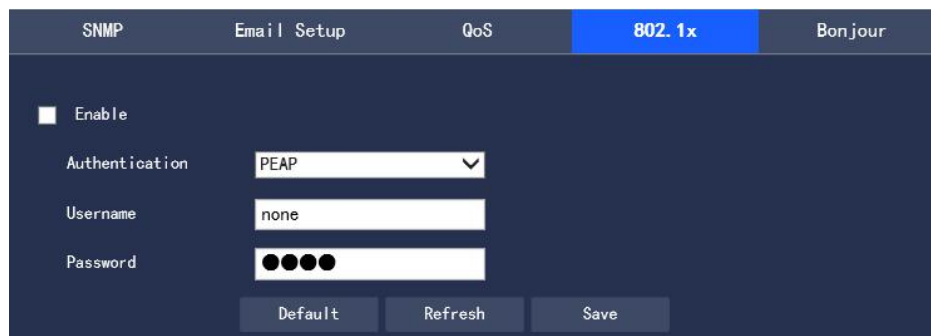 SNMP Email Setup QoS 802.1x Bonjour
Enable
Authentication PEAP
Username none
Password ●●●●
Default Refresh Save